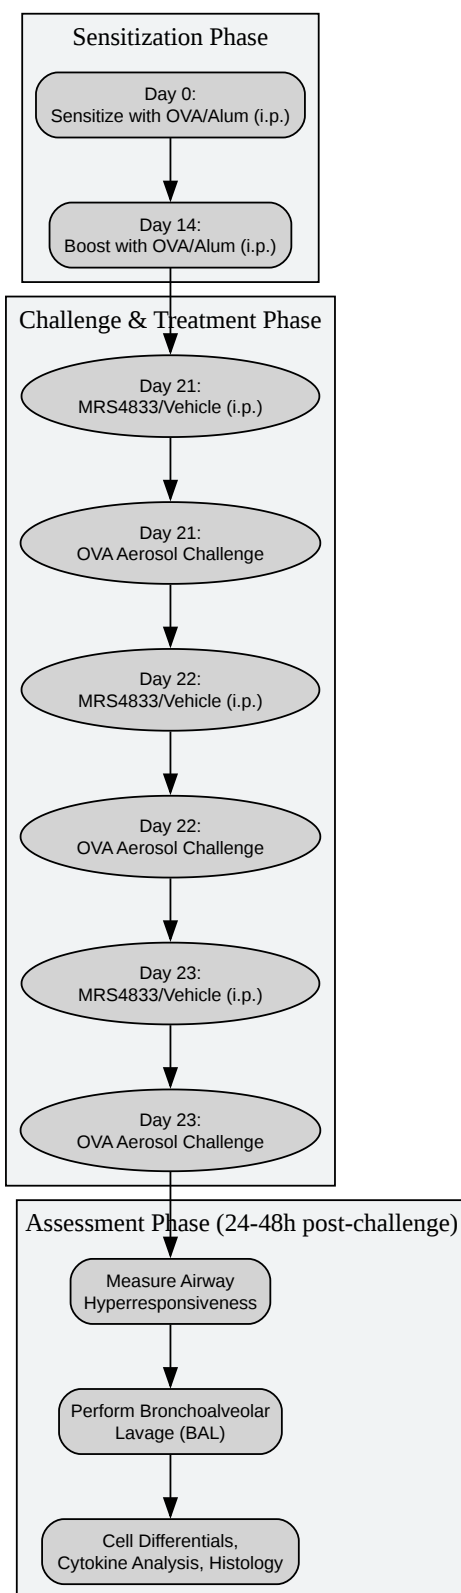 Sensitization Phase
Day 0:
Sensitize with OVA/Alum (i.p.)
Day 14:
Boost with OVA/Alum (i.p.)
Challenge & Treatment Phase
Day 21:
MRS4833/Vehicle (i.p.)
Day 21:
OVA Aerosol Challenge
Day 22:
MRS4833/Vehicle (i.p.)
Day 22:
OVA Aerosol Challenge
Day 23:
MRS4833/Vehicle (i.p.)
Day 23:
OVA Aerosol Challenge
Assessment Phase (24-48h post-challenge)
Measure Airway
Hyperresponsiveness
Perform Bronchoalveolar
Lavage (BAL)
Cell Differentials,
Cytokine Analysis, Histology